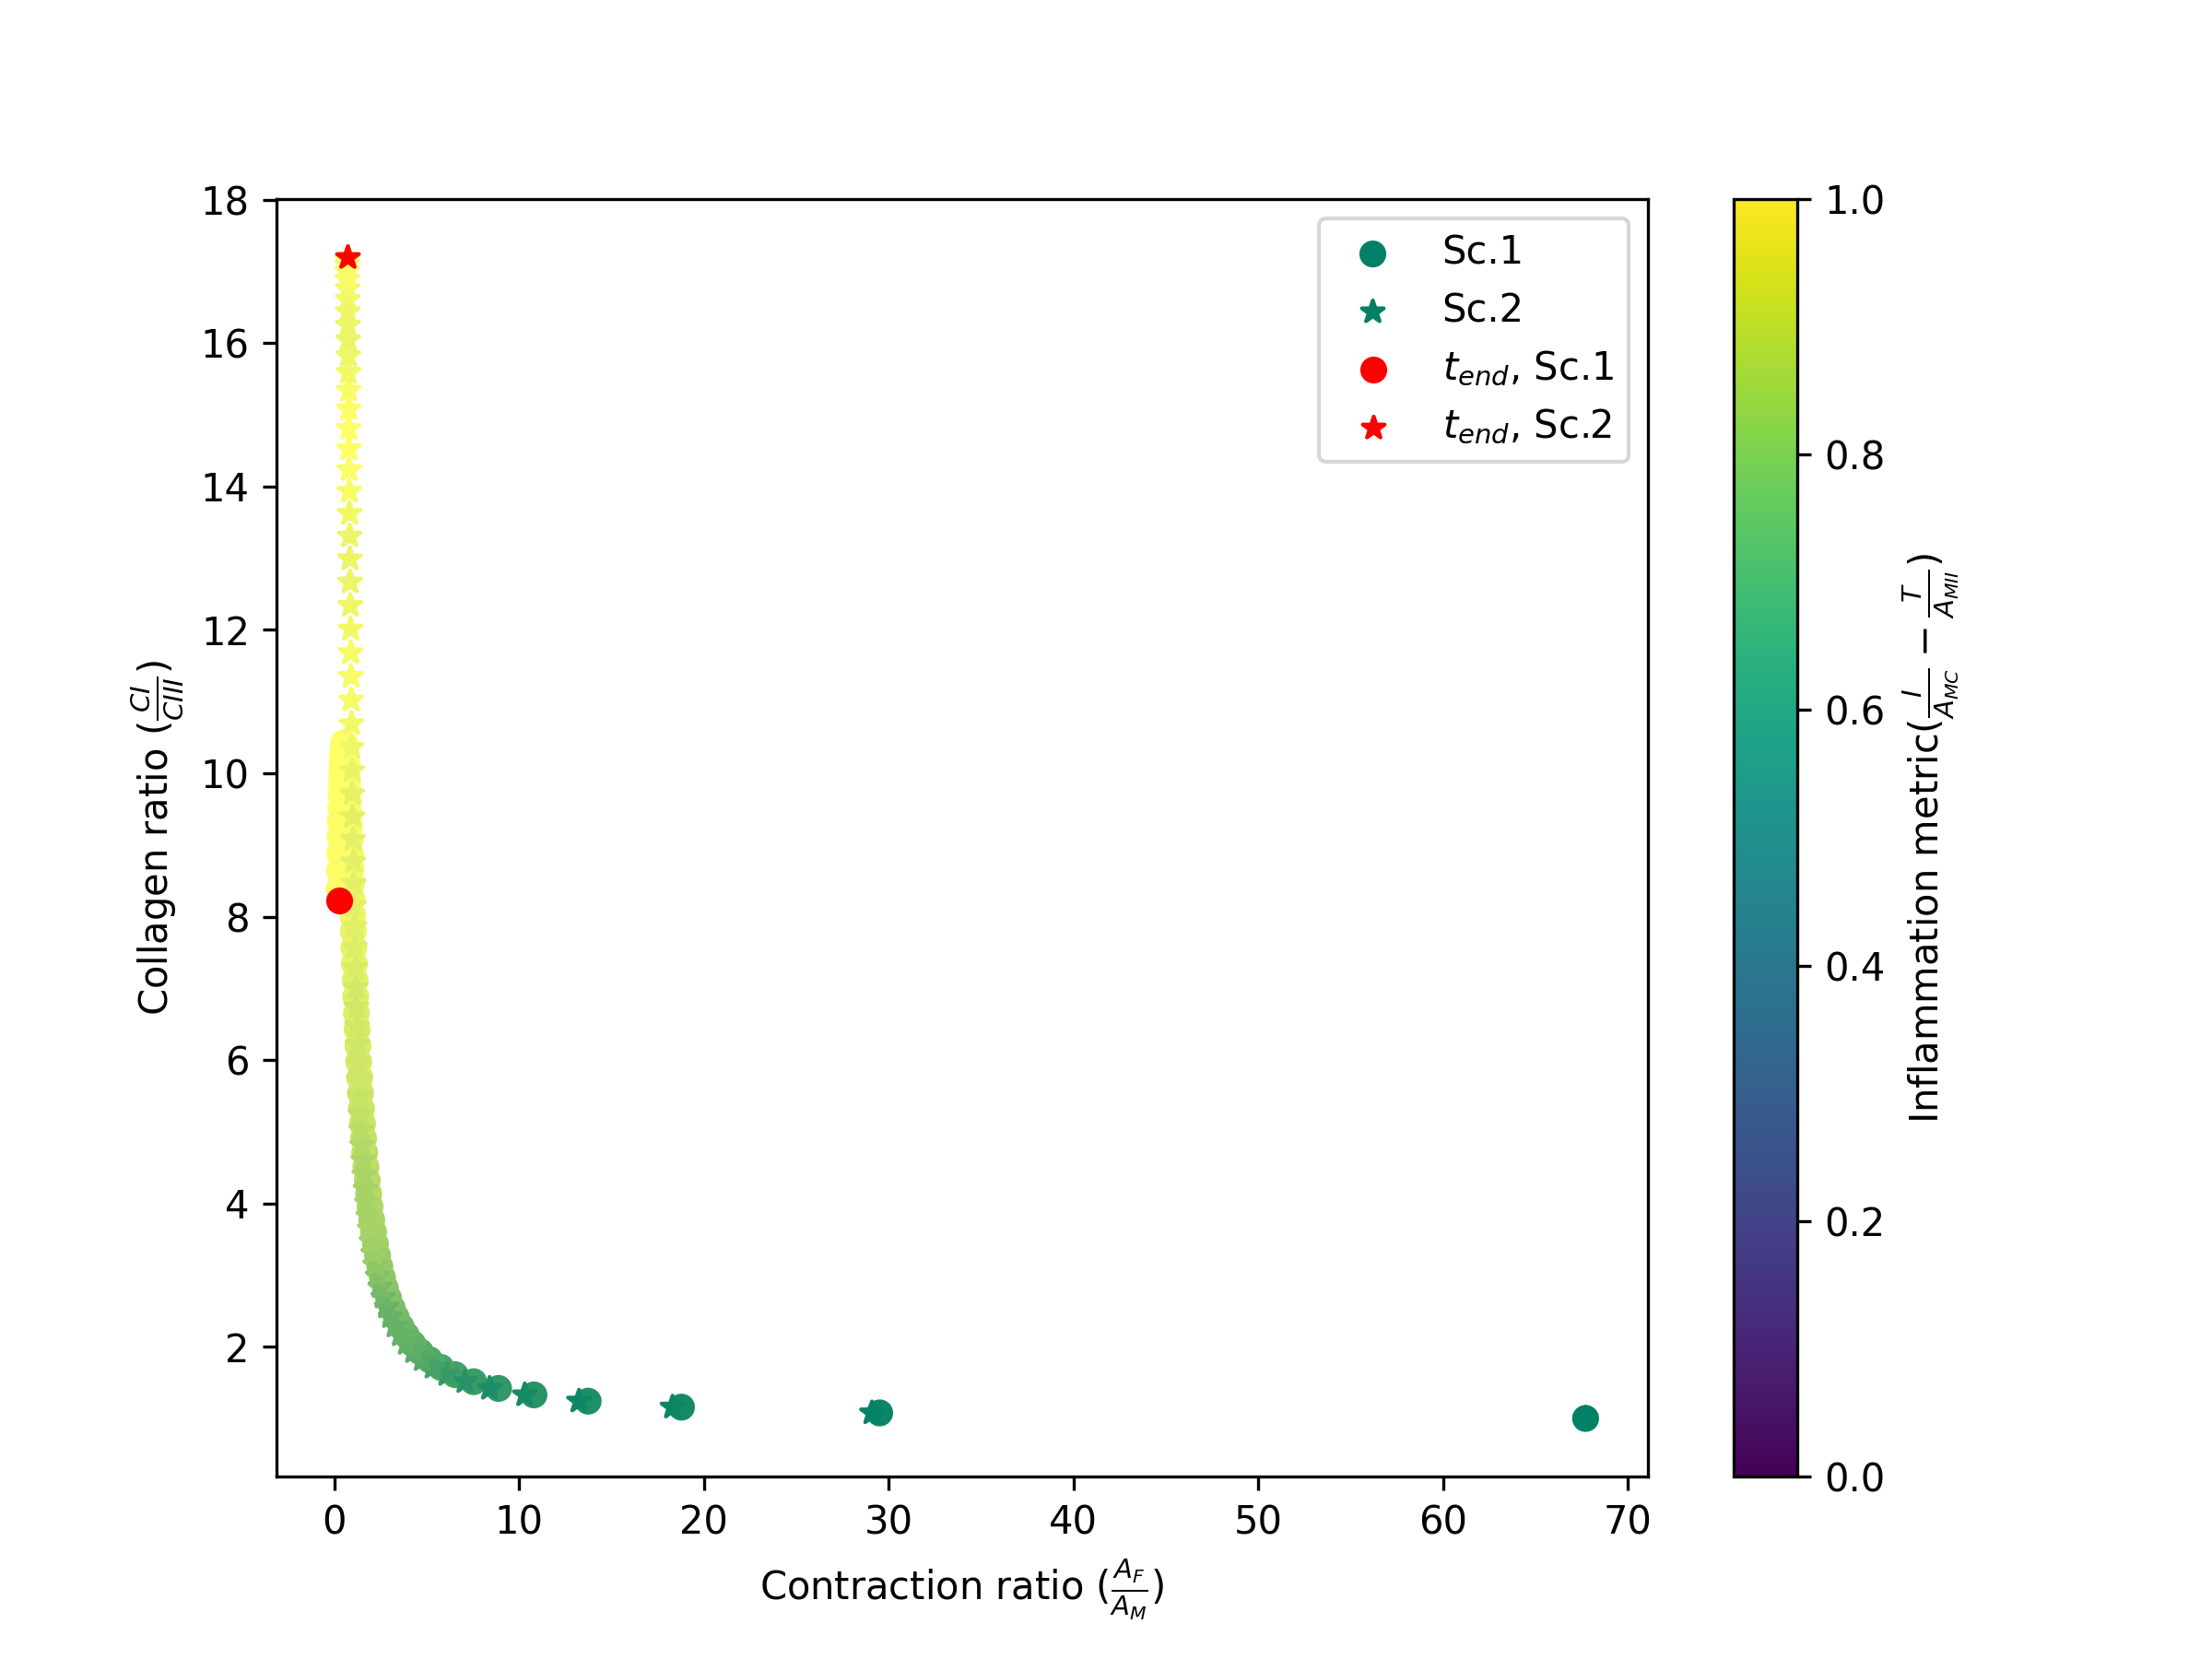 18
16
14
12
10
8
6
4
2
Collagen ratio (CI/CIII)
0 10 20 30 40 50 60 70
Contraction ratio (A_F/A_M)
Sc.1
Sc.2
t_end, Sc.1
t_end, Sc.2
1.0
0.8
0.6
0.4
0.2
0.0
Inflammation metric(I/A_MC − T/A_MII)